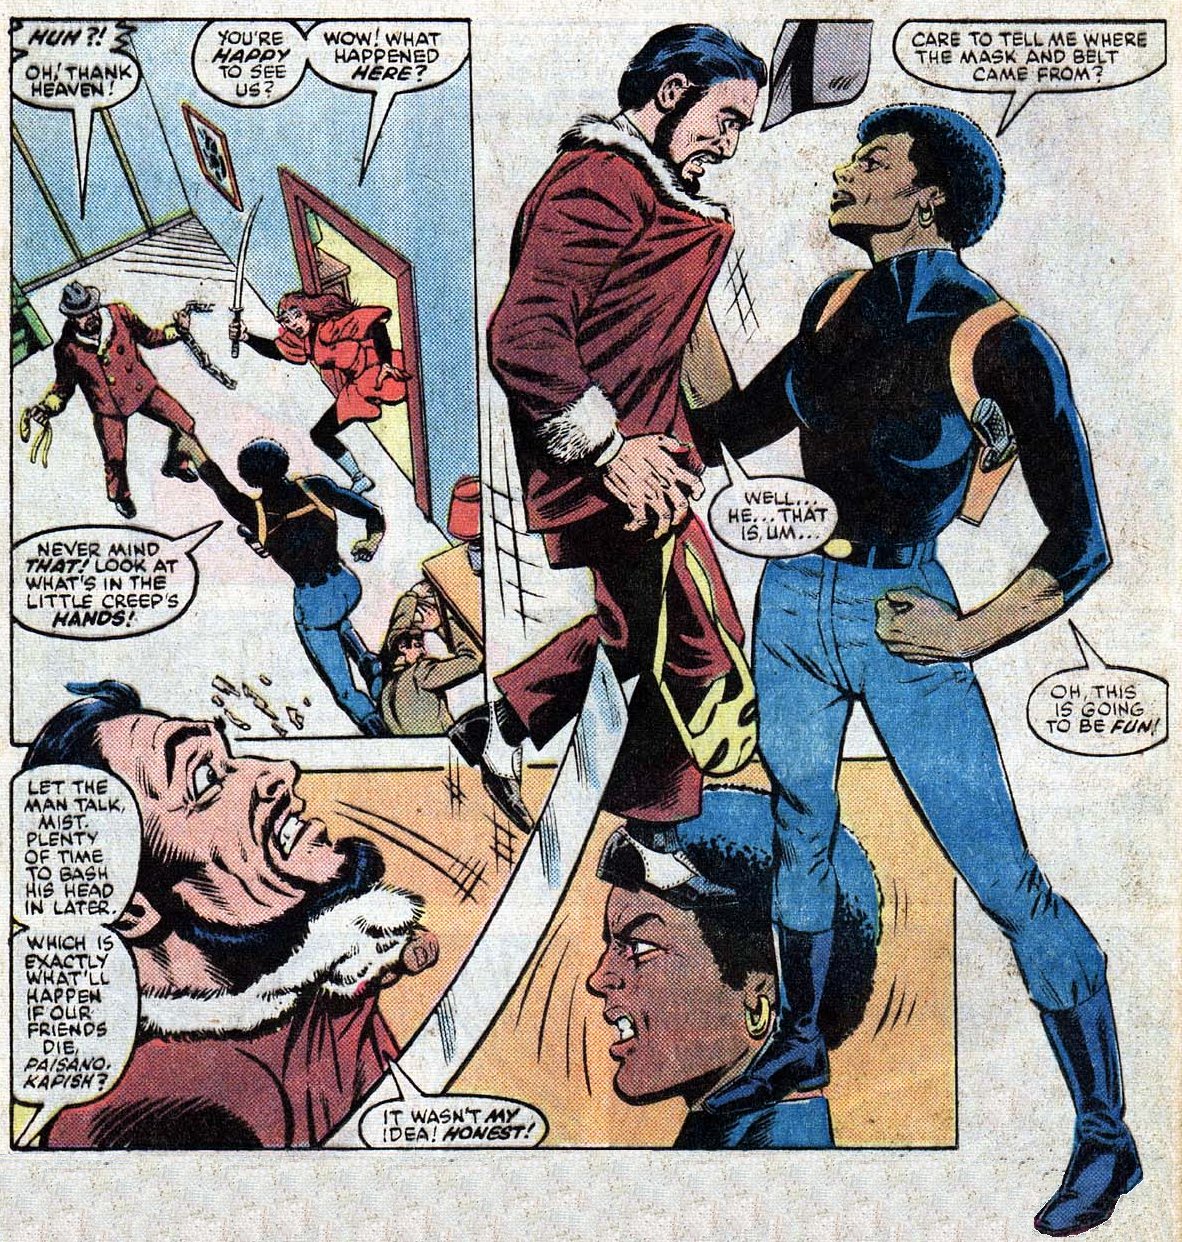 HUH?!
OH! THANK
HEAVEN!
YOU'RE
HAPPY
TO SEE
US?
WOW! WHAT
HAPPENED
HERE?
NEVER MIND
THAT! LOOK AT
WHAT'S IN THE
LITTLE CREEP'S
HANDS!
CARE TO TELL ME WHERE
THE MASK AND BELT
CAME FROM?
WELL...
HE... THAT
IS, UM...
OH, THIS
IS GOING
TO BE FUN!
LET THE
MAN TALK,
MIST.
PLENTY
OF TIME
TO BASH
HIS HEAD
IN LATER.
WHICH IS
EXACTLY
WHAT'LL
HAPPEN
IF OUR
FRIENDS
DIE,
PAISANO.
KAPISH?
IT WASN'T MY
IDEA! HONEST!